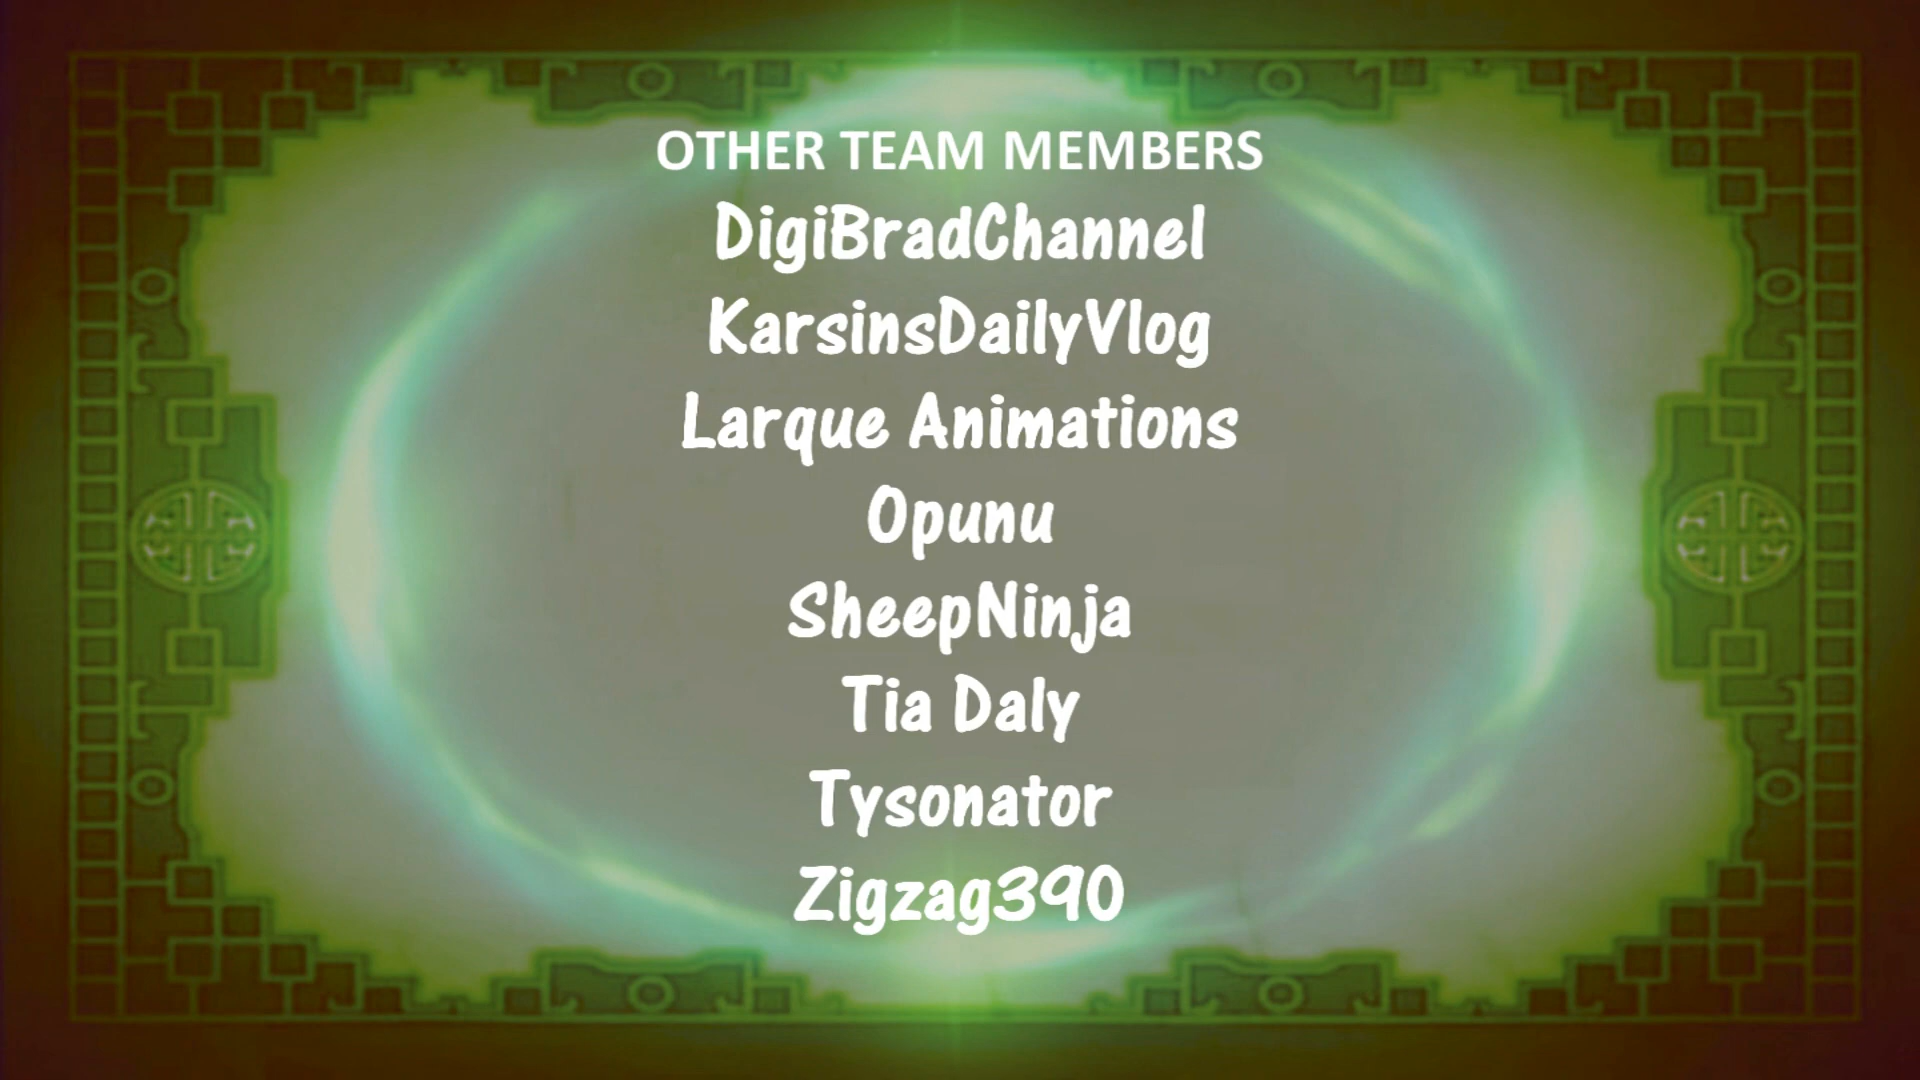 OTHER TEAM MEMBERS
DigiBradChannel
KarsinsDailyVlog
Larque Animations
Opunu
SheepNinja
Tia Daly
Tysonator
Zigzag390